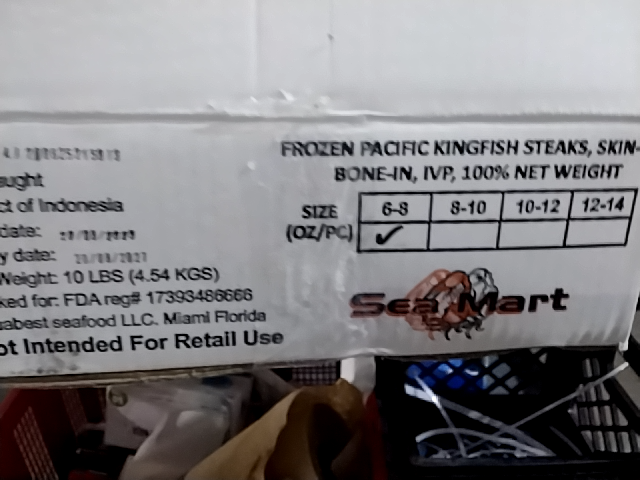 FROZEN PACIFIC KINGFISH STEAKS, SKIN-
BONE-IN, IVP, 100% NET WEIGHT
SIZE 6-8 8-10 10-12 12-14
(OZ/PC) ✓
aught
ct of Indonesia
date:
y date:
Weight: 10 LBS (4.54 KGS)
ked for: FDA reg# 17393486666
abest seafood LLC. Miami Florida
ot Intended For Retail Use
Sea Mart